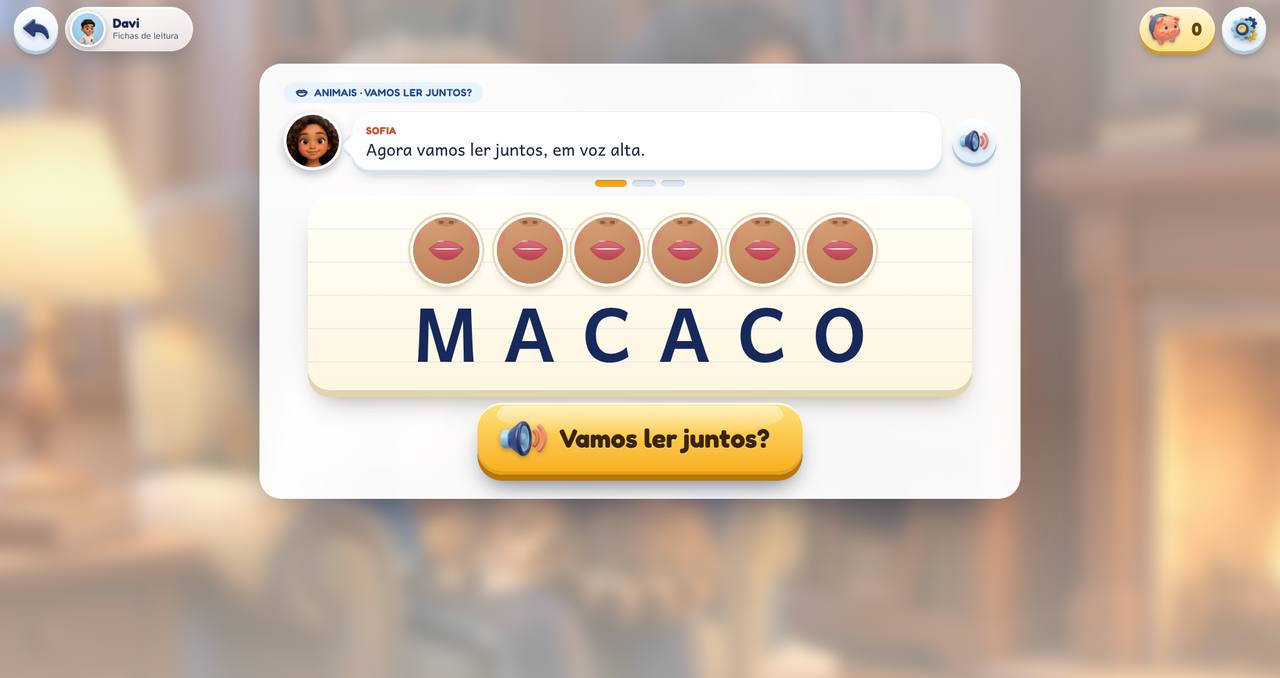 Davi
Fichas de leitura
0
ANIMAIS · VAMOS LER JUNTOS?
SOFIA
Agora vamos ler juntos, em voz alta.
MACACO
Vamos ler juntos?